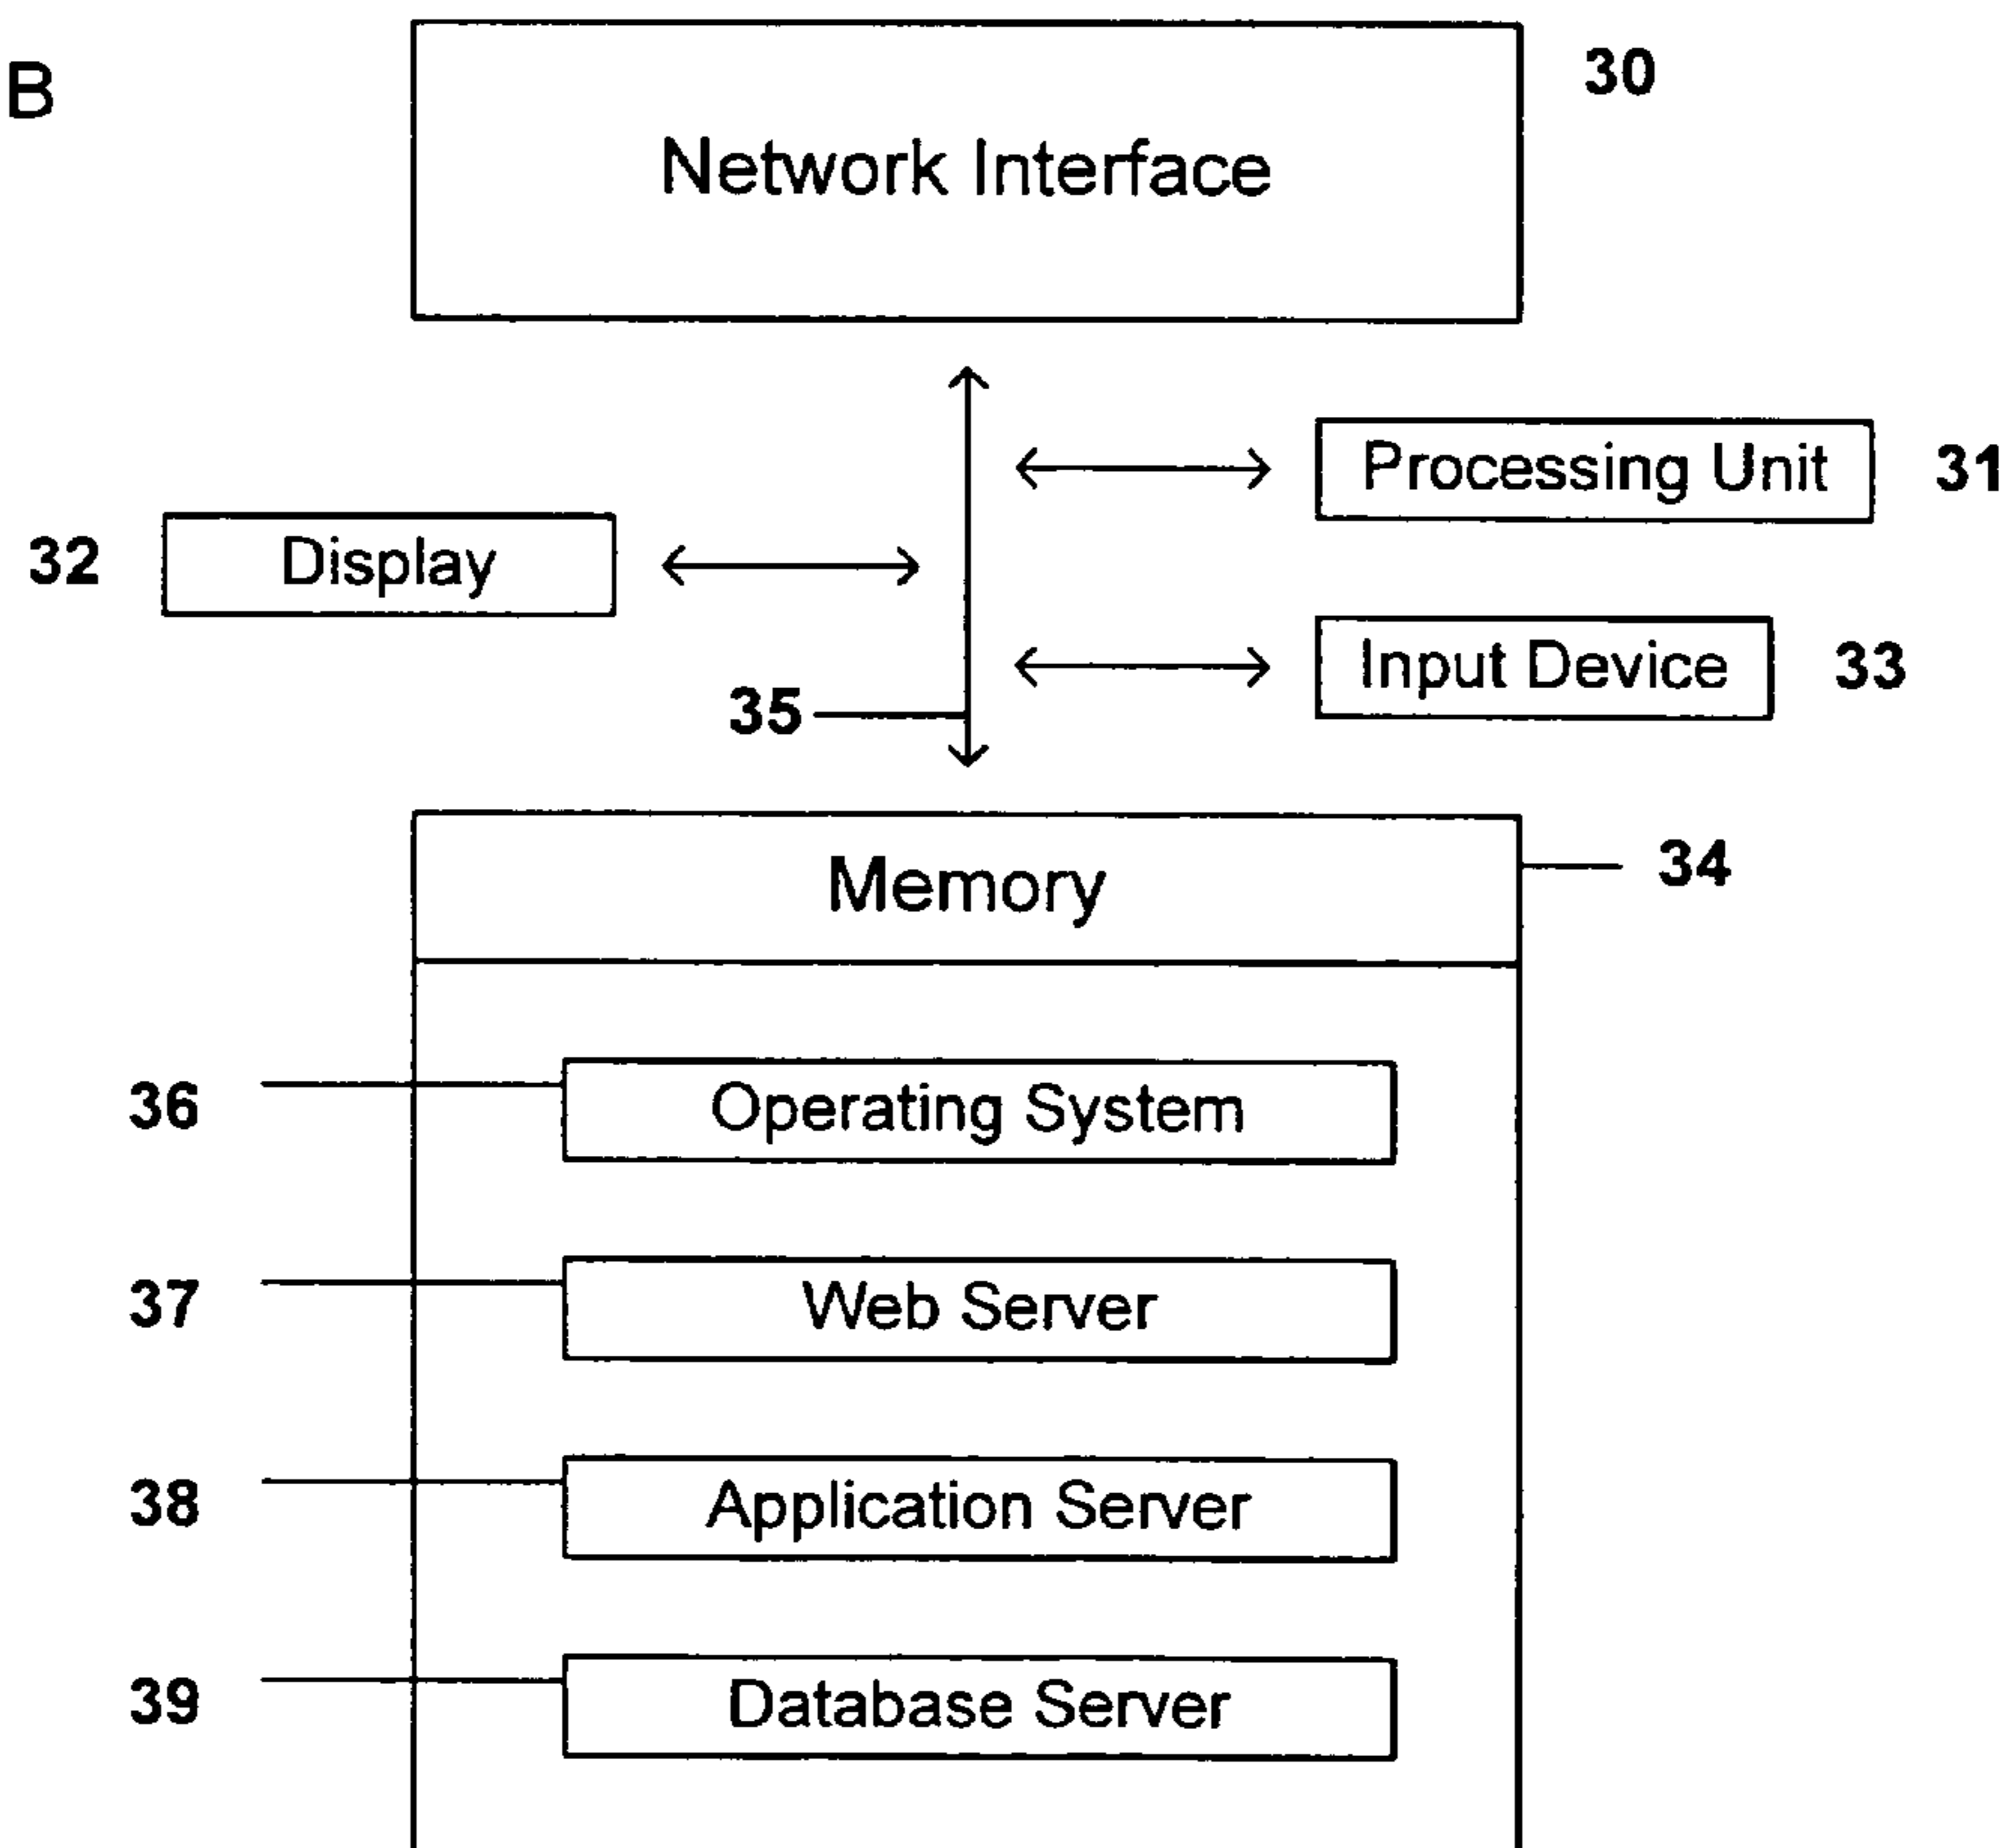 B
30
Network Interface
Processing Unit 31
32 Display
Input Device 33
35
Memory 34
36 Operating System
37 Web Server
38 Application Server
39 Database Server